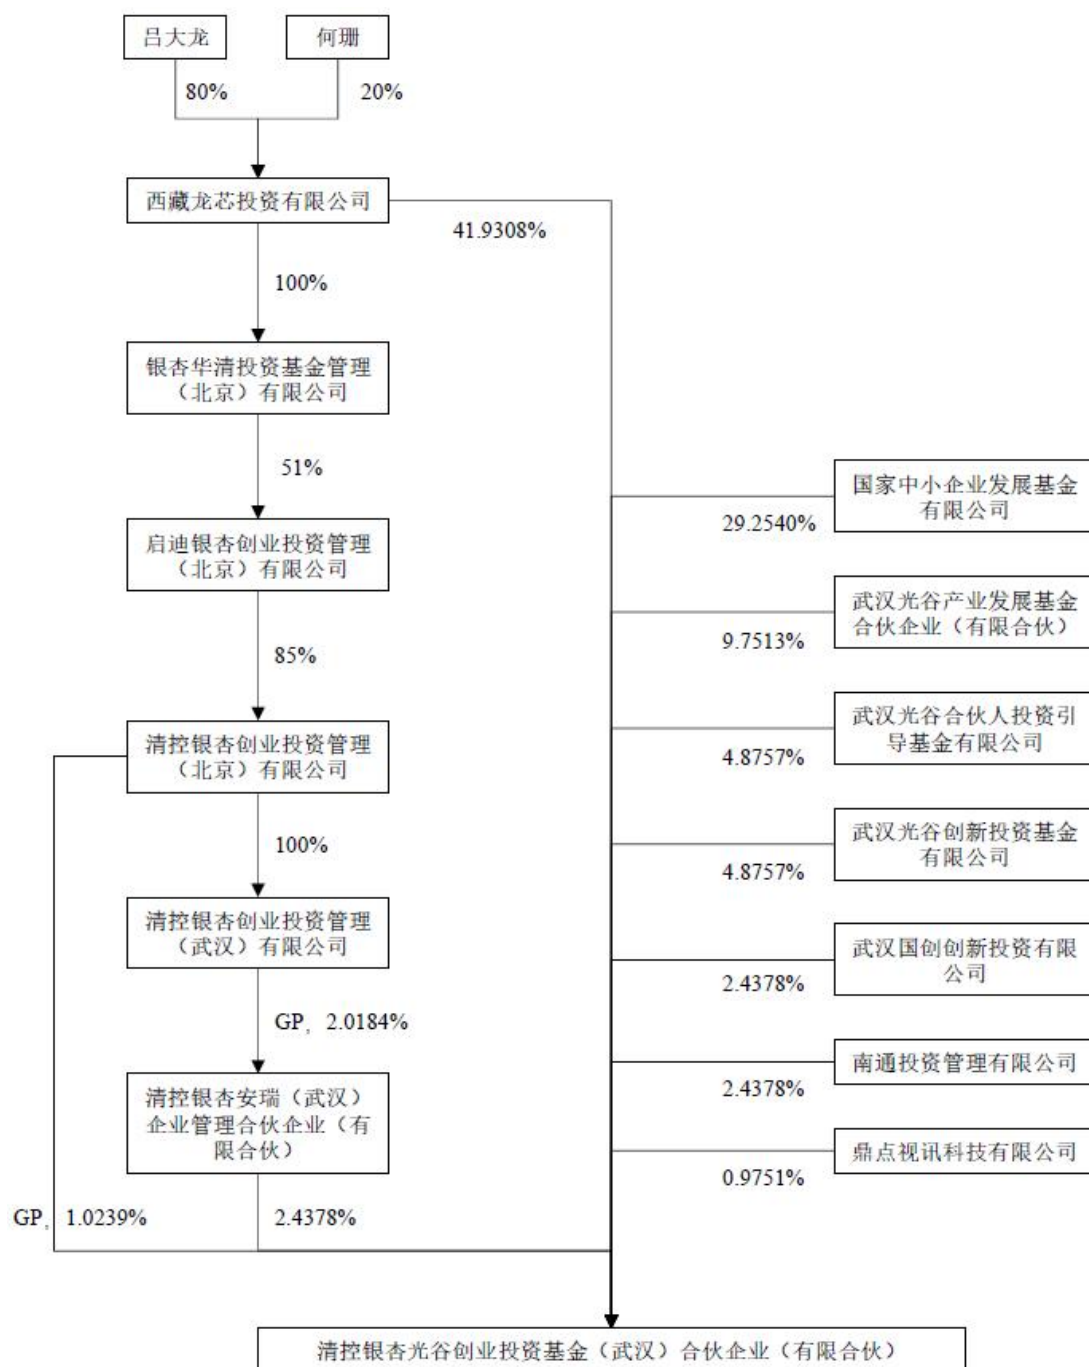 吕大龙
何珊
80%
20%
西藏龙芯投资有限公司
41.9308%
100%
银杏华清投资基金管理
（北京）有限公司
51%
国家中小企业发展基金
有限公司
29.2540%
启迪银杏创业投资管理
（北京）有限公司
武汉光谷产业发展基金
合伙企业（有限合伙）
9.7513%
85%
武汉光谷合伙人投资引
导基金有限公司
4.8757%
清控银杏创业投资管理
（北京）有限公司
100%
武汉光谷创新投资基金
有限公司
4.8757%
清控银杏创业投资管理
（武汉）有限公司
武汉国创创新投资有限
公司
2.4378%
GP，2.0184%
南通投资管理有限公司
2.4378%
清控银杏安瑞（武汉）
企业管理合伙企业（有
限合伙）
鼎点视讯科技有限公司
0.9751%
GP，1.0239%
2.4378%
清控银杏光谷创业投资基金（武汉）合伙企业（有限合伙）